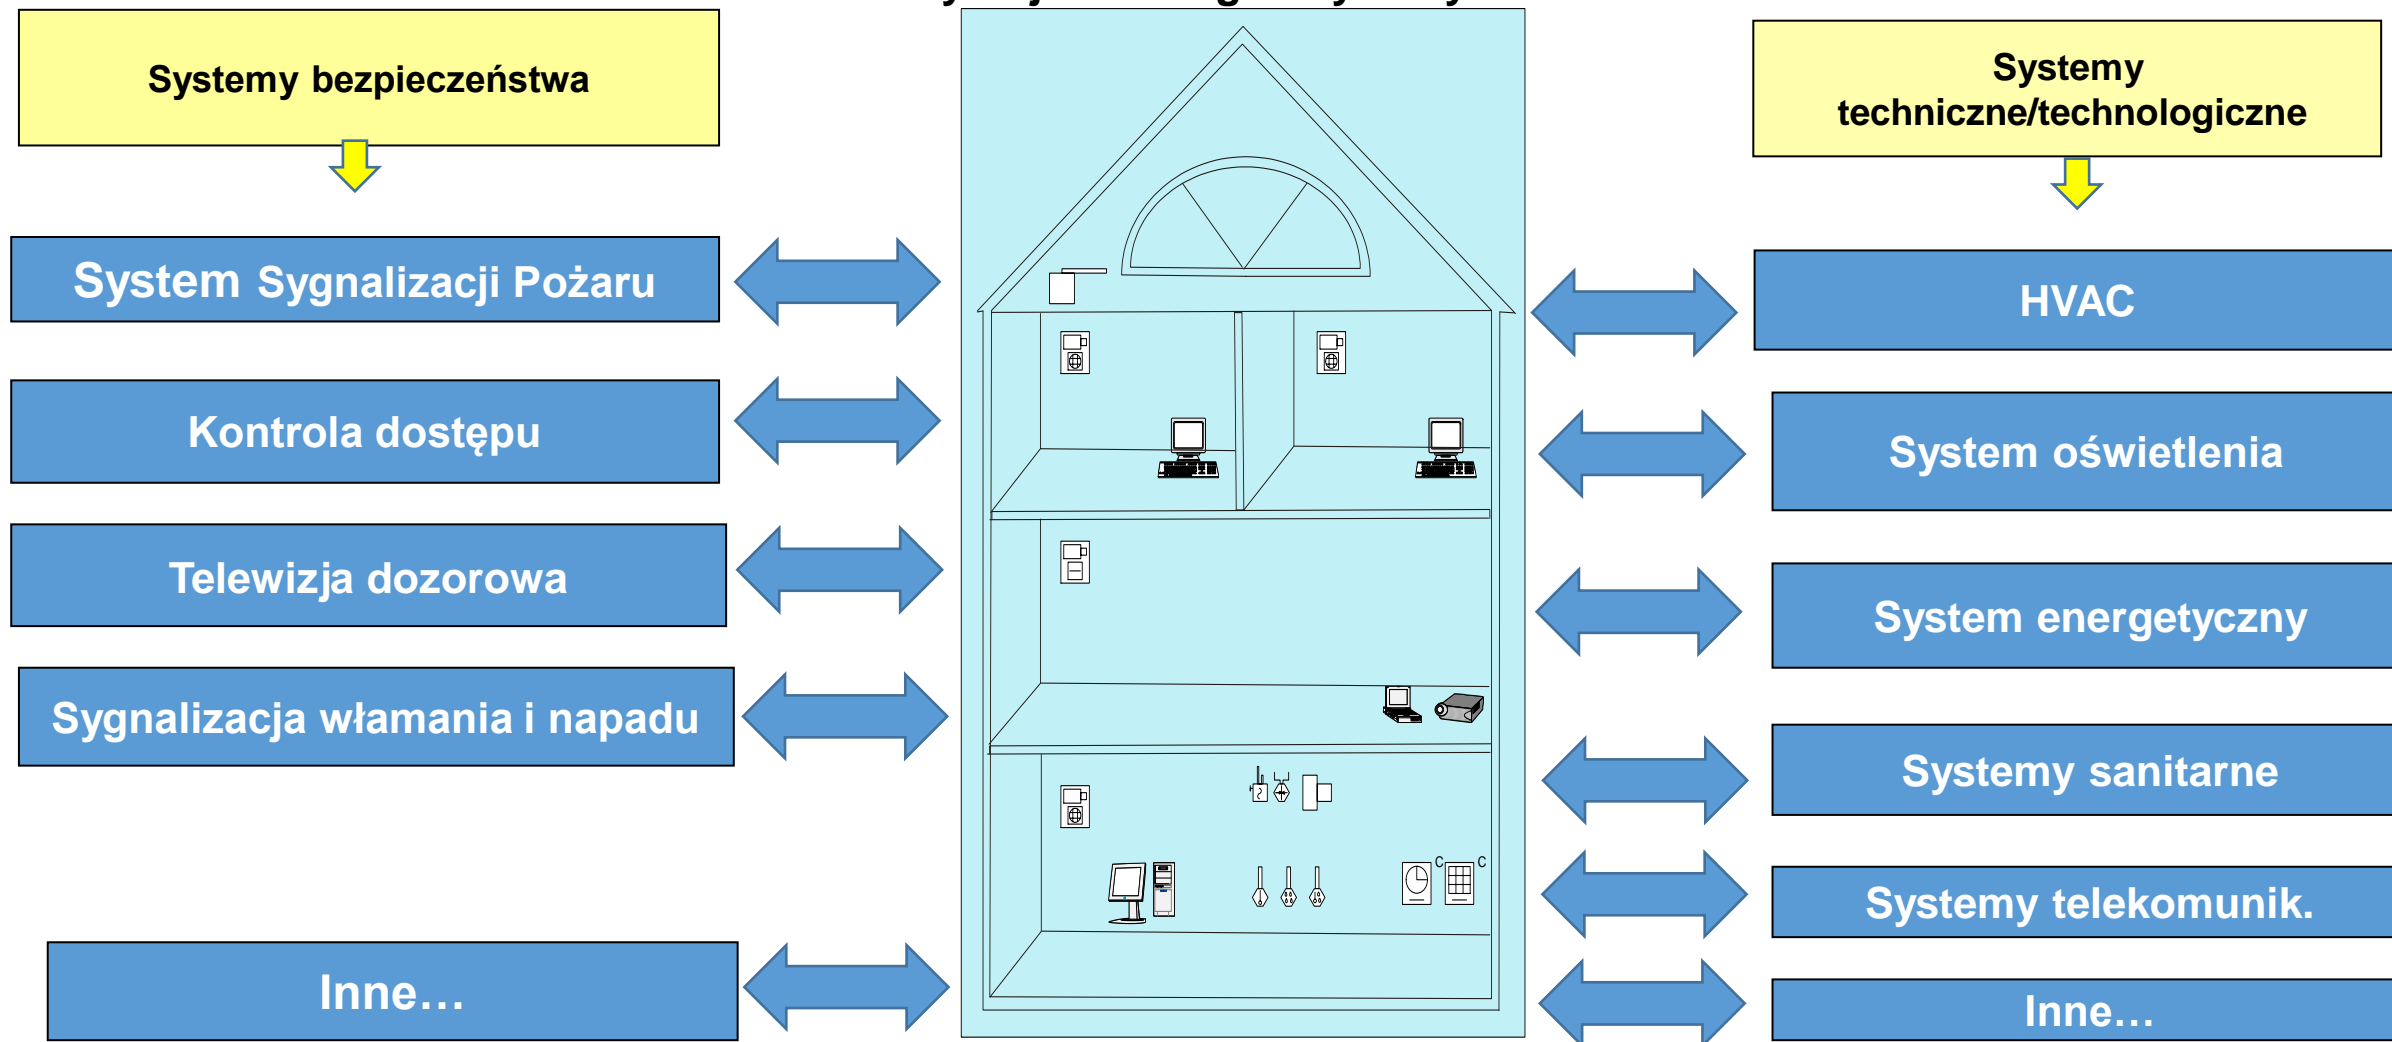 Systemy bezpieczeństwa
System Sygnalizacji Pożaru
Kontrola dostępu
Telewizja dozorowa
Sygnalizacja włamania i napadu
Inne…
C
C
Systemy
techniczne/technologiczne
HVAC
System oświetlenia
System energetyczny
Systemy sanitarne
Systemy telekomunik.
Inne…